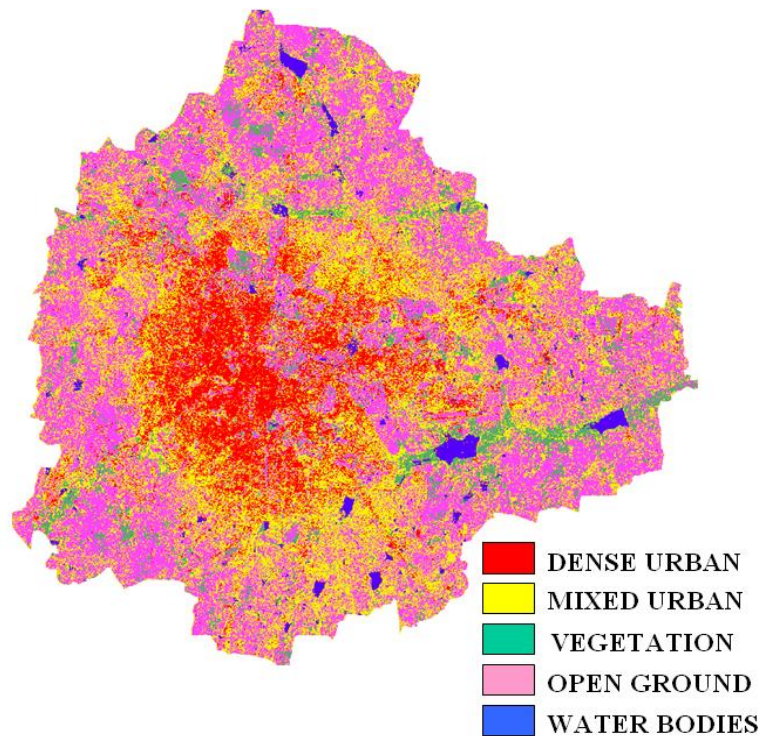 DENSE URBAN
MIXED URBAN
VEGETATION
OPEN GROUND
WATER BODIES